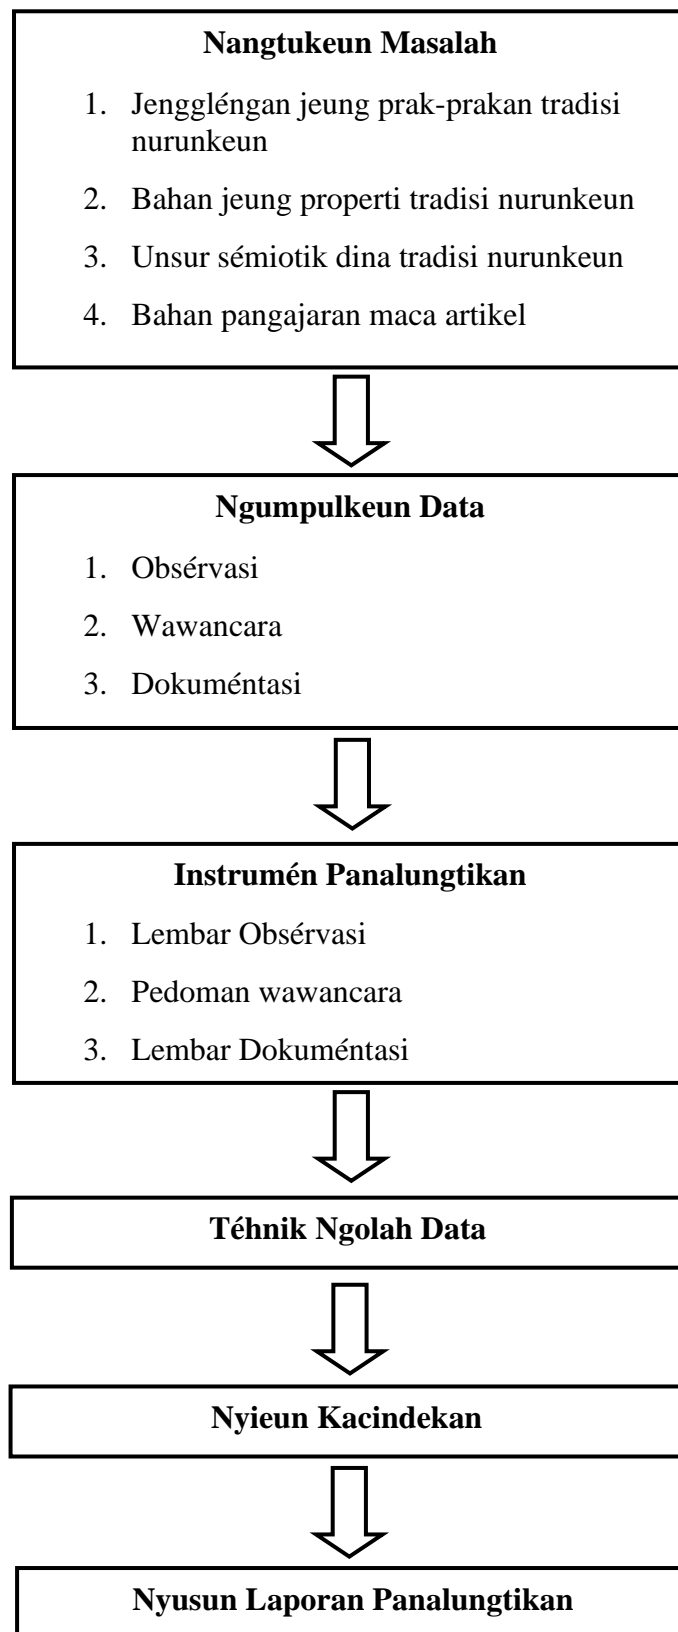 Nangtukeun Masalah
1. Jenggléngan jeung prak-prakan tradisi
nurunkeun
2. Bahan jeung properti tradisi nurunkeun
3. Unsur sémiotik dina tradisi nurunkeun
4. Bahan pangajaran maca artikel
Ngumpulkeun Data
1. Obsérvasi
2. Wawancara
3. Dokuméntasi
Instrumén Panalungtikan
1. Lembar Obsérvasi
2. Pedoman wawancara
3. Lembar Dokuméntasi
Téhnik Ngolah Data
Nyieun Kacindekan
Nyusun Laporan Panalungtikan